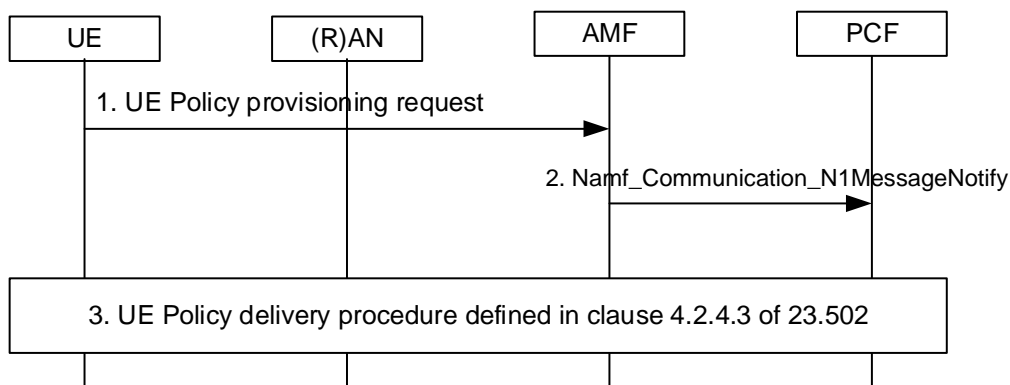 UE
(R)AN
AMF
PCF
1. UE Policy provisioning request
2. Namf_Communication_N1MessageNotify
3. UE Policy delivery procedure defined in clause 4.2.4.3 of 23.502